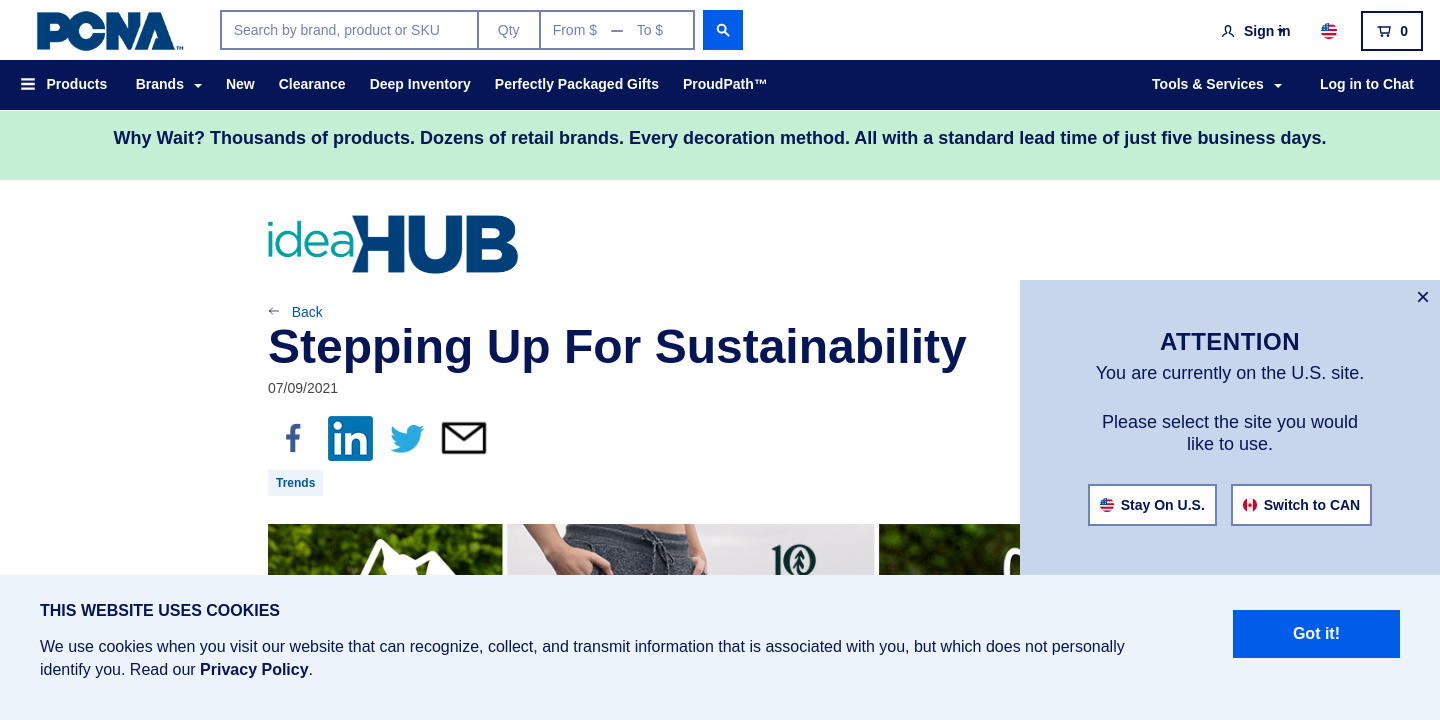 PCNA™
Search by brand, product or SKU
Qty
From $
To $
Sign in
0
Products
Brands
New
Clearance
Deep Inventory
Perfectly Packaged Gifts
ProudPath™
Tools & Services
Log in to Chat
Why Wait? Thousands of products. Dozens of retail brands. Every decoration method. All with a standard lead time of just five business days.
ideaHUB
Back
Stepping Up For Sustainability
07/09/2021
Trends
10
ATTENTION
You are currently on the U.S. site.
Please select the site you would
like to use.
Stay On U.S.
Switch to CAN
THIS WEBSITE USES COOKIES
We use cookies when you visit our website that can recognize, collect, and transmit information that is associated with you, but which does not personally
identify you. Read our Privacy Policy.
Got it!